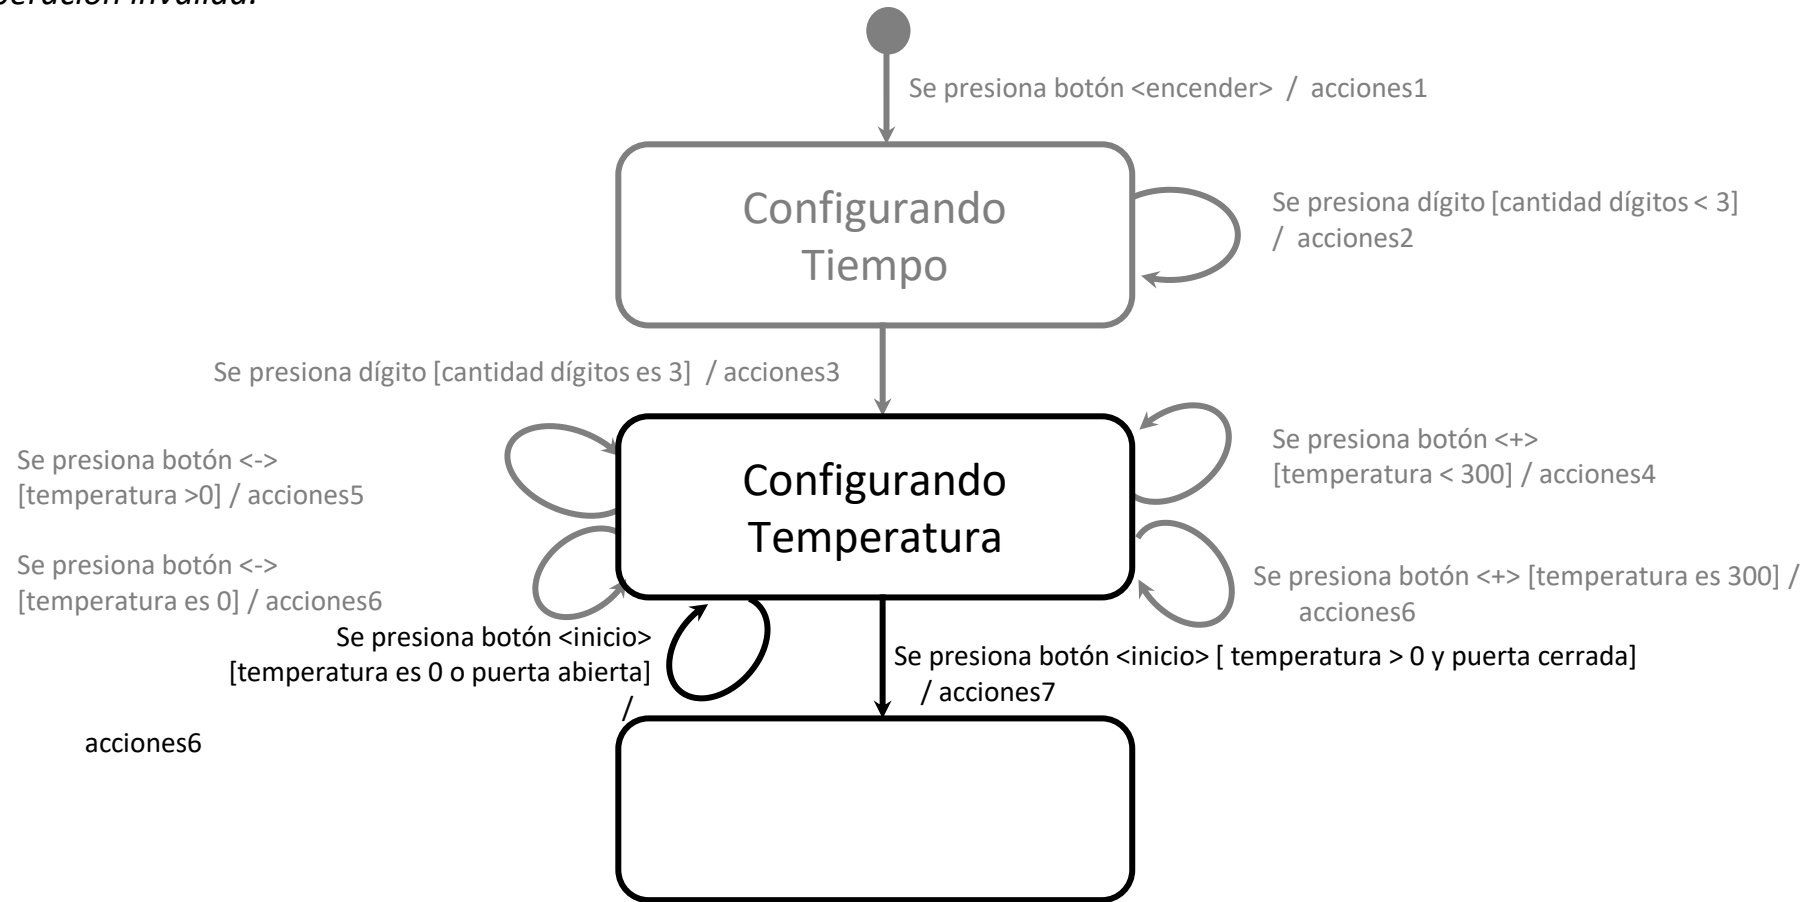 Se presiona botón <encender> / acciones1
Configurando
Tiempo
Se presiona dígito [cantidad dígitos < 3]
/ acciones2
Se presiona dígito [cantidad dígitos es 3] / acciones3
Se presiona botón <->
[temperatura >0] / acciones5
Configurando
Temperatura
Se presiona botón <+>
[temperatura < 300] / acciones4
Se presiona botón <->
[temperatura es 0] / acciones6
Se presiona botón <+> [temperatura es 300] /
acciones6
Se presiona botón <inicio>
[temperatura es 0 o puerta abierta]
/
acciones6
Se presiona botón <inicio> [ temperatura > 0 y puerta cerrada]
/ acciones7